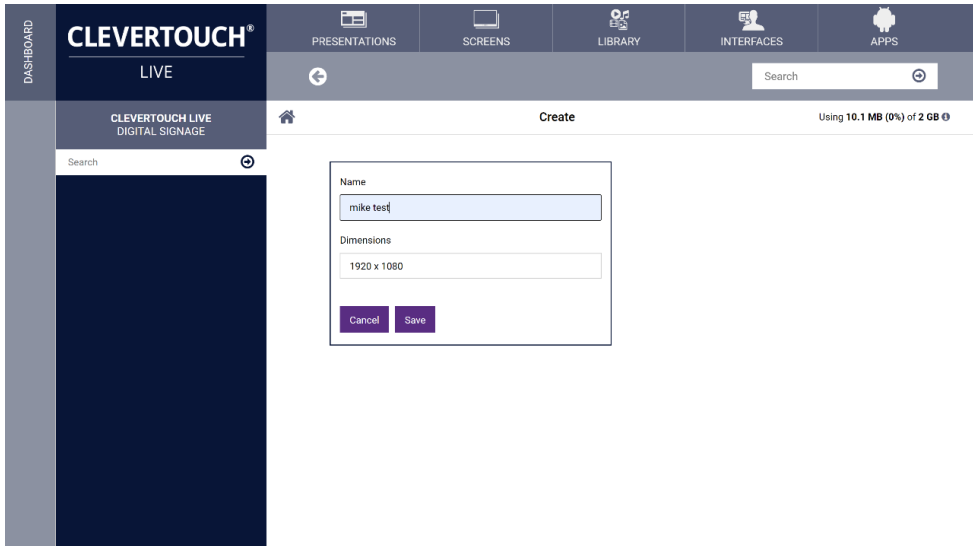 DASHBOARD
CLEVERTOUCH®
LIVE
PRESENTATIONS
SCREENS
LIBRARY
INTERFACES
APPS
Search
CLEVERTOUCH LIVE
DIGITAL SIGNAGE
Search
Create
Using 10.1 MB (0%) of 2 GB
Name
mike test
Dimensions
1920 x 1080
Cancel Save